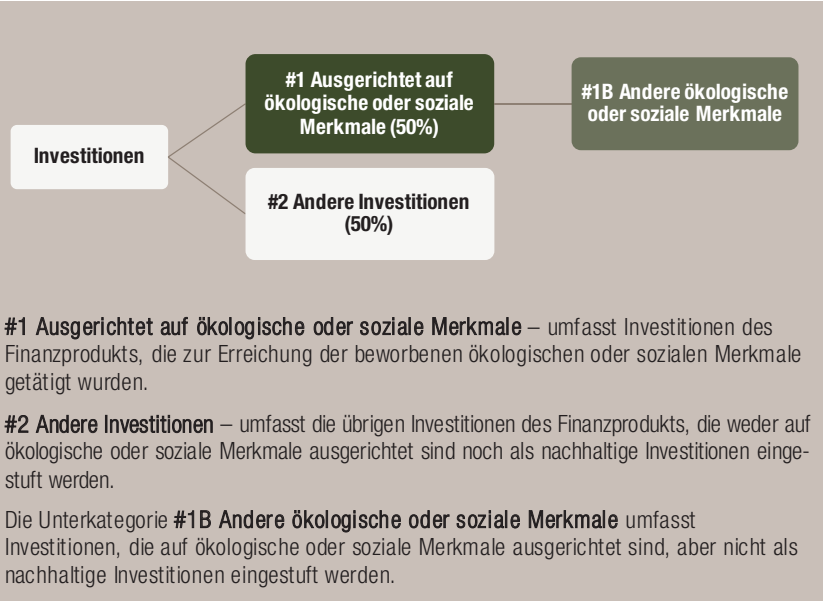 #1 Ausgerichtet auf
ökologische oder soziale
Merkmale (50%)
#1B Andere ökologische
oder soziale Merkmale
Investitionen
#2 Andere Investitionen
(50%)
#1 Ausgerichtet auf ökologische oder soziale Merkmale – umfasst Investitionen des
Finanzprodukts, die zur Erreichung der beworbenen ökologischen oder sozialen Merkmale
getätigt wurden.
#2 Andere Investitionen – umfasst die übrigen Investitionen des Finanzprodukts, die weder auf
ökologische oder soziale Merkmale ausgerichtet sind noch als nachhaltige Investitionen einge-
stuft werden.
Die Unterkategorie #1B Andere ökologische oder soziale Merkmale umfasst
Investitionen, die auf ökologische oder soziale Merkmale ausgerichtet sind, aber nicht als
nachhaltige Investitionen eingestuft werden.